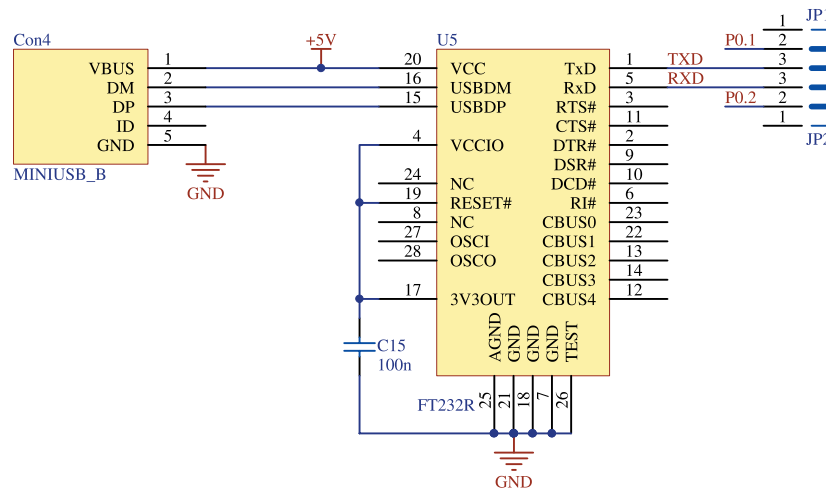 Con4
VBUS 1
DM 2
DP 3
ID 4
GND 5
MINIUSB_B
GND
+5V
U5
20 VCC
16 USBDM
15 USBDP
4 VCCIO
24 NC
19 RESET#
8 NC
27 OSCI
28 OSCO
17 3V3OUT
TxD 1 TXD
RxD 5 RXD
RTS# 3
CTS# 11
DTR# 2
DSR# 9
DCD# 10
RI# 6
CBUS0 23
CBUS1 22
CBUS2 13
CBUS3 14
CBUS4 12
AGND 25
GND 21
GND 18
GND 7
TEST 26
FT232R
C15
100n
GND
JP1
1
P0.1 2
3
3
P0.2 2
1
JP2